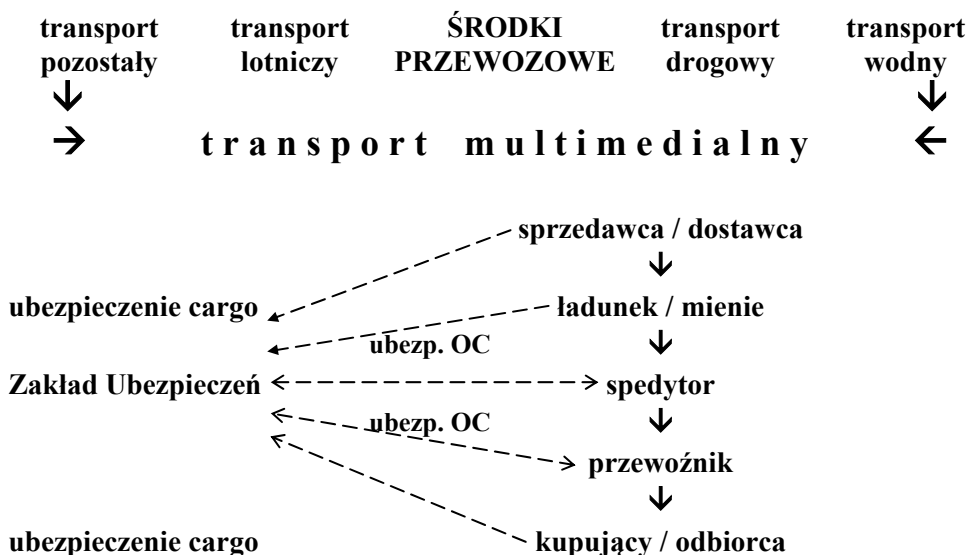 transport transport ŚRODKI transport transport
pozostały lotniczy PRZEWOZOWE drogowy wodny
transport multimedialny
sprzedawca / dostawca
ubezpieczenie cargo ładunek / mienie
ubezp. OC
Zakład Ubezpieczeń spedytor
ubezp. OC
przewoźnik
ubezpieczenie cargo kupujący / odbiorca